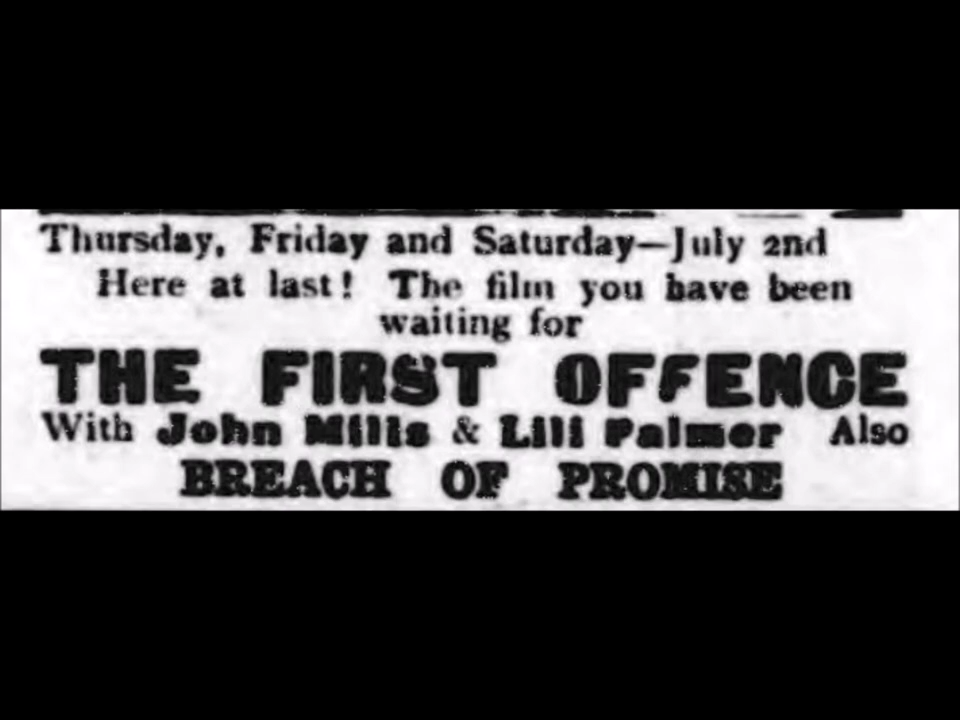 Thursday, Friday and Saturday—July 2nd
Here at last! The film you have been
waiting for
THE FIRST OFFENCE
With John Mills & Lili Palmer Also
BREACH OF PROMISE